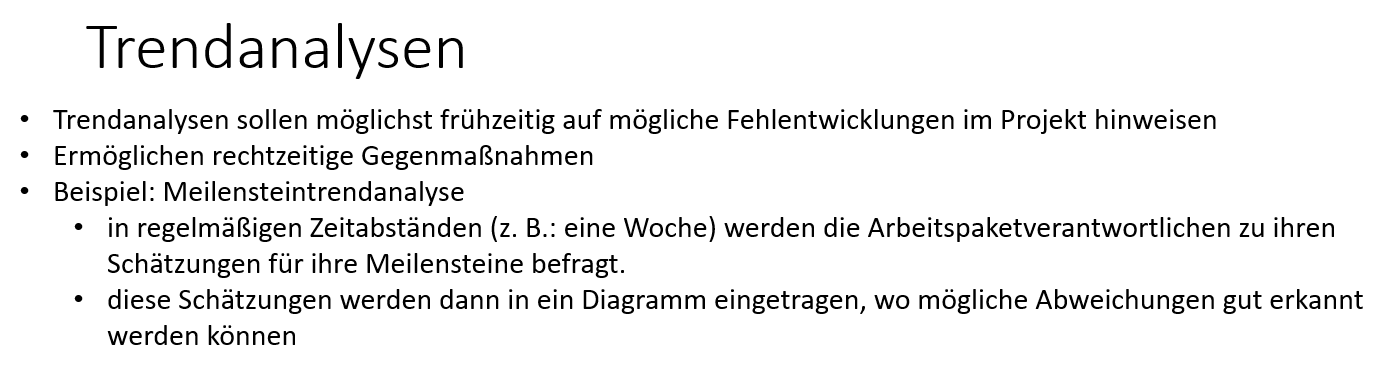 Trendanalysen
• Trendanalysen sollen möglichst frühzeitig auf mögliche Fehlentwicklungen im Projekt hinweisen
• Ermöglichen rechtzeitige Gegenmaßnahmen
• Beispiel: Meilensteintrendanalyse
• in regelmäßigen Zeitabständen (z. B.: eine Woche) werden die Arbeitspaketverantwortlichen zu ihren
Schätzungen für ihre Meilensteine befragt.
• diese Schätzungen werden dann in ein Diagramm eingetragen, wo mögliche Abweichungen gut erkannt
werden können